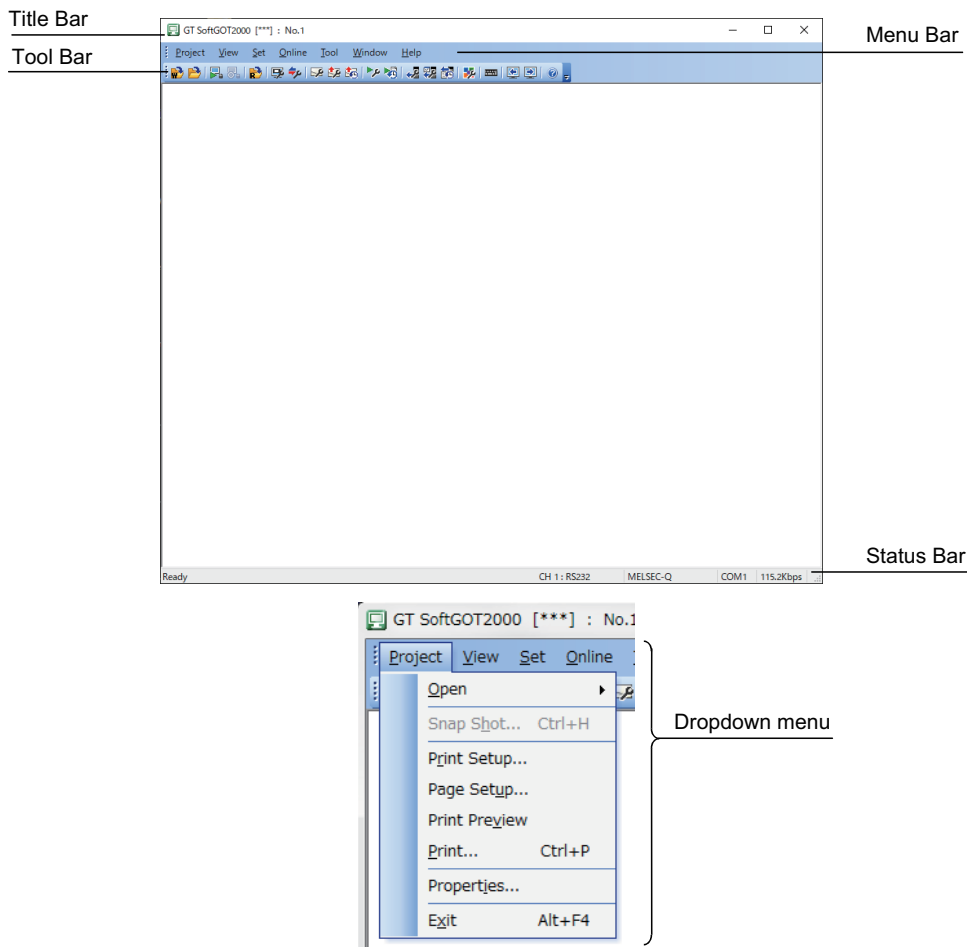 Title Bar
GT SoftGOT2000 [***] : No.1
Menu Bar
Project View Set Online Tool Window Help
Tool Bar
Status Bar
Ready CH 1 : RS232 MELSEC-Q COM1 115.2Kbps
GT SoftGOT2000 [***] : No.1
Project View Set Online
Open
Snap Shot... Ctrl+H
Dropdown menu
Print Setup...
Page Setup...
Print Preview
Print... Ctrl+P
Properties...
Exit Alt+F4